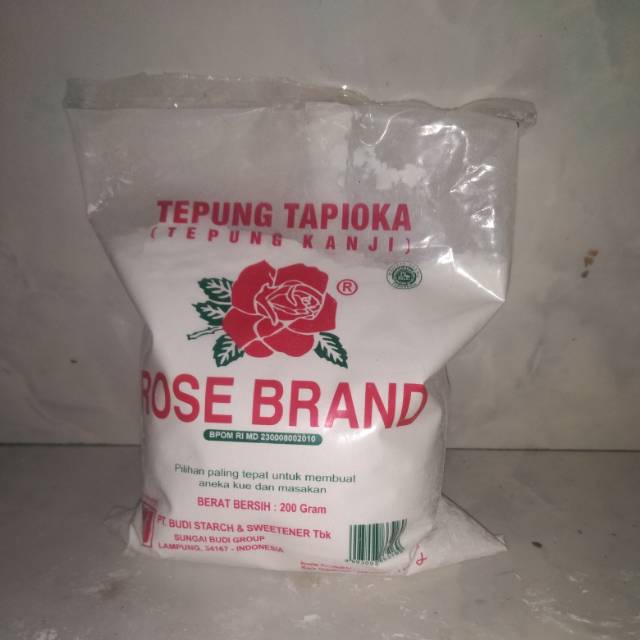 TEPUNG TAPIOKA
(TEPUNG KANJI)
®
ROSE BRAND
BPOM RI MD 230008002010
Pilihan paling tepat untuk membuat
aneka kue dan masakan
BERAT BERSIH : 200 Gram
PT. BUDI STARCH & SWEETENER Tbk
SUNGAI BUDI GROUP
LAMPUNG, 34167 - INDONESIA